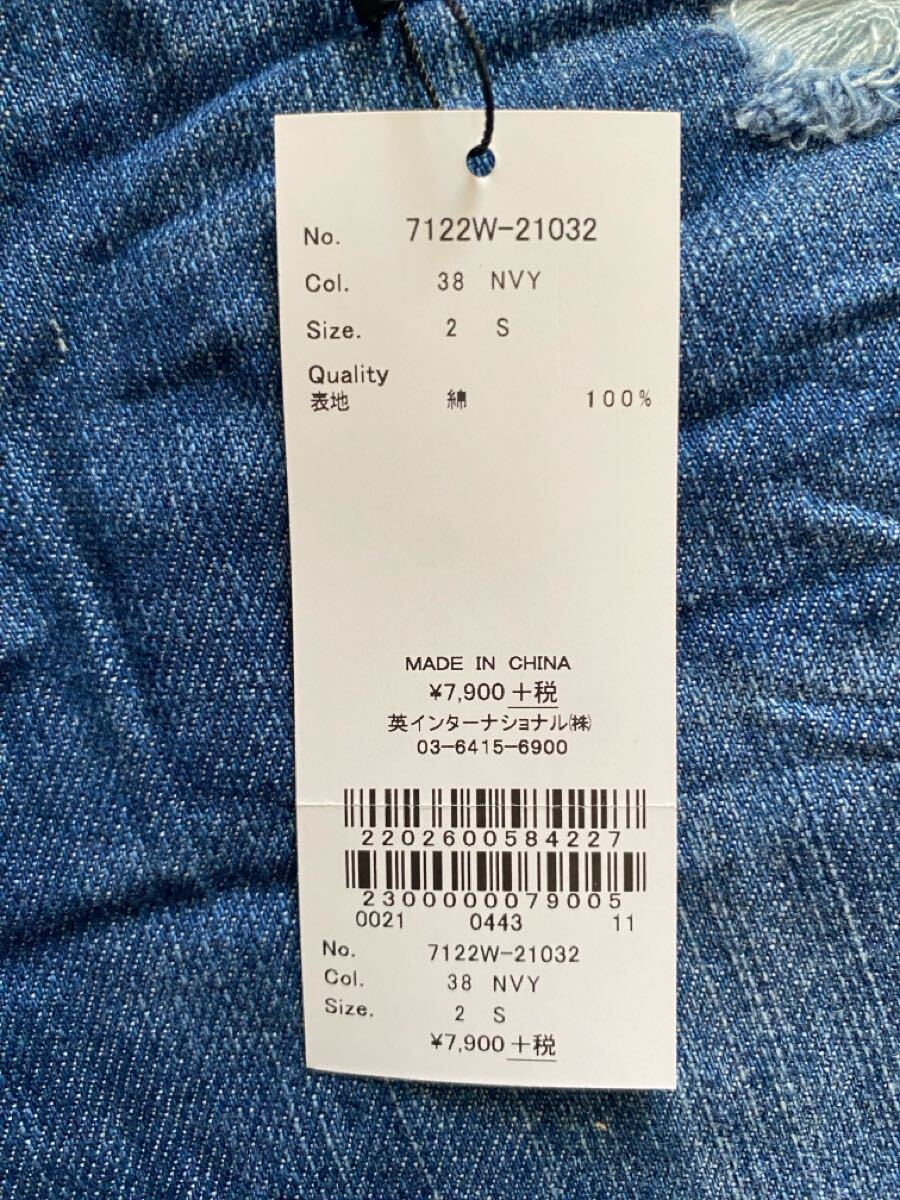 No. 7122W-21032
Col. 38 NVY
Size. 2 S
Quality
表地 綿 100%
MADE IN CHINA
¥7,900+税
英インターナショナル㈱
03-6415-6900
2202600584227
2300000079005
0021 0443 11
No. 7122W-21032
Col. 38 NVY
Size. 2 S
¥7,900+税